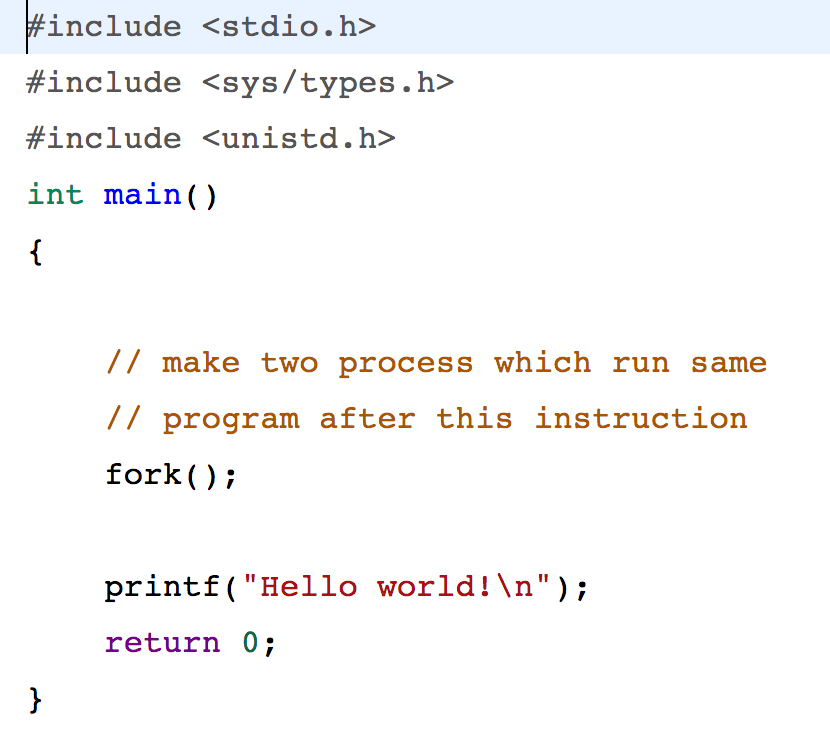 #include <stdio.h>
#include <sys/types.h>
#include <unistd.h>
int main()
{
// make two process which run same
// program after this instruction
fork();
printf("Hello world!\n");
return 0;
}